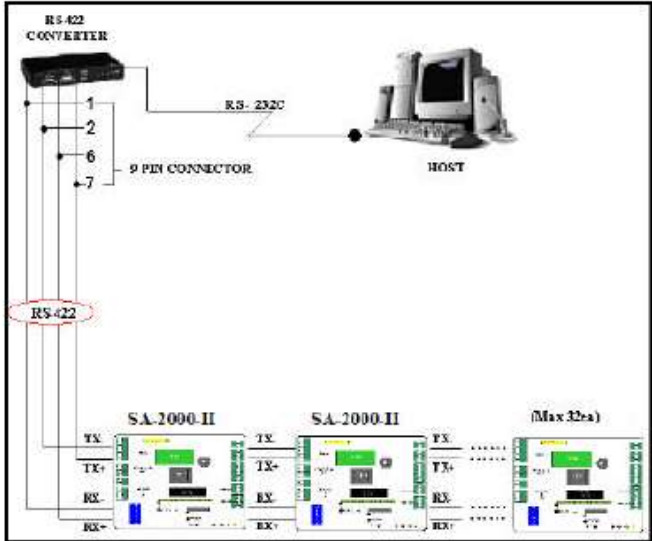 RS-422
CONVERTER
1
2
6
7
9 PIN CONNECTOR
RS- 232C
HOST
RS-422
SA-2000-II
SA-2000-II
(Max 32ea)
TX-
TX+
RX-
RX+
TX-
TX+
RX-
RX+
TX-
TX+
RX-
RX+